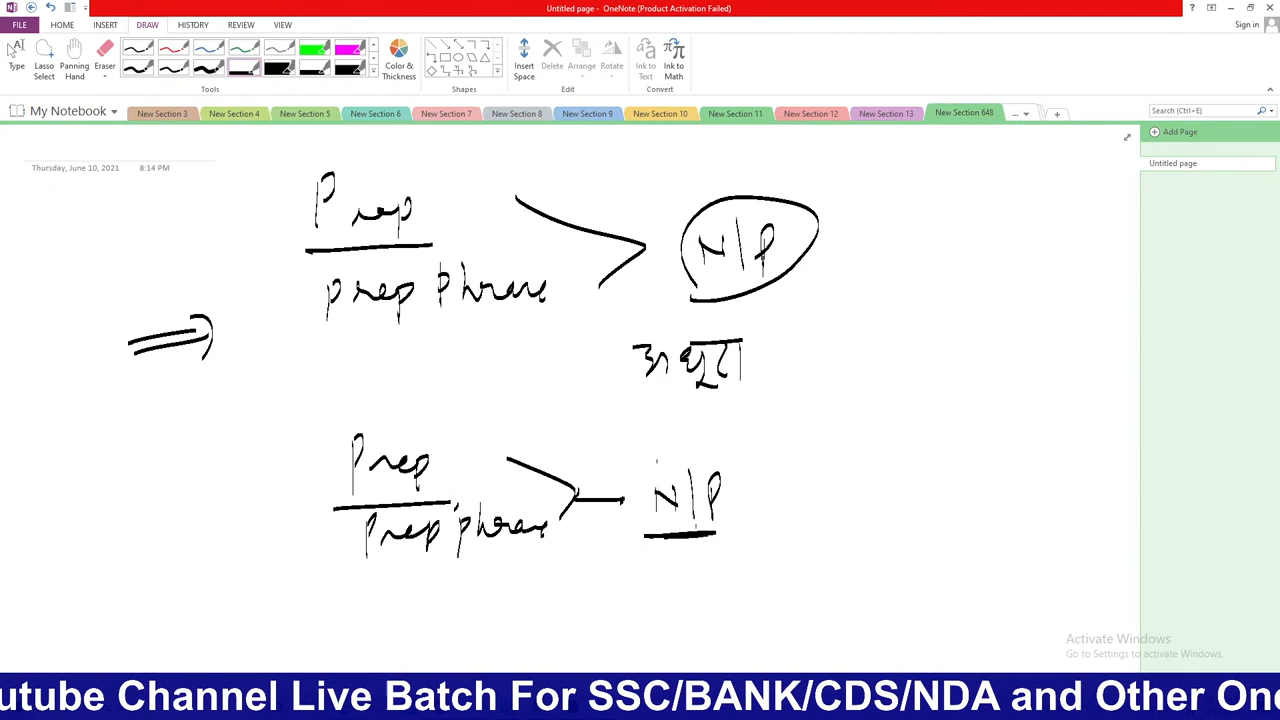 Untitled page - OneNote (Product Activation Failed)
FILE HOME INSERT DRAW HISTORY REVIEW VIEW
Sign in
Type
Lasso Select
Panning Hand
Eraser
Color & Thickness
Insert Space
Delete
Arrange
Rotate
Ink to Text
Ink to Math
Tools Shapes Edit Convert
My Notebook New Section 3 New Section 4 New Section 5 New Section 6 New Section 7 New Section 8 New Section 9 New Section 10 New Section 11 New Section 12 New Section 13 New Section 648 ... Search (Ctrl+E)
Add Page
Untitled page
Thursday, June 10, 2021 8:14 PM
Prep
prep phrase
N|P
अधूरा
Prep
Prep phrase
N|P
Activate Windows
Go to Settings to activate Windows.
utube Channel Live Batch For SSC/BANK/CDS/NDA and Other One